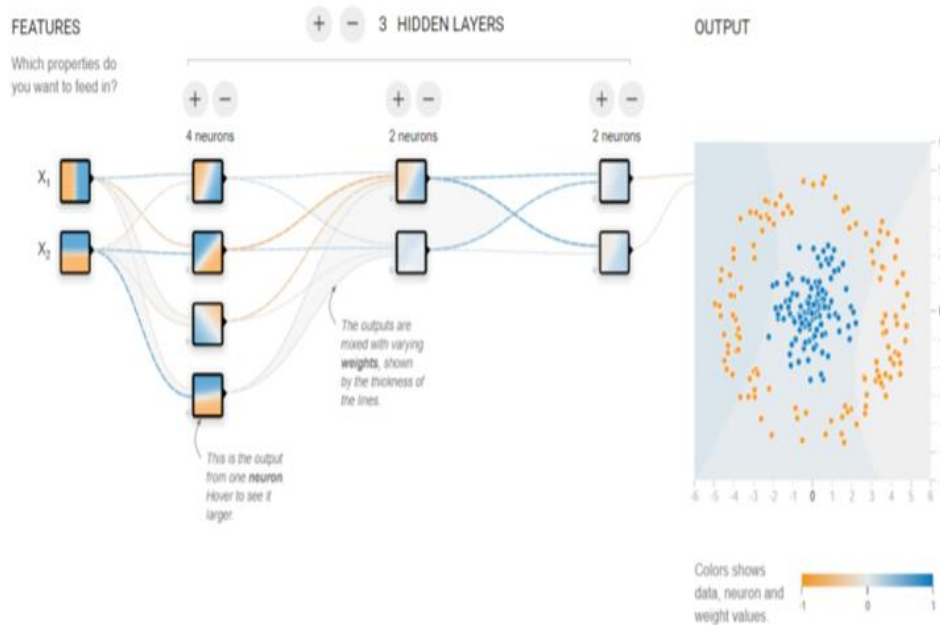 FEATURES
Which properties do
you want to feed in?
+ − 3 HIDDEN LAYERS
+ −
4 neurons
+ −
2 neurons
+ −
2 neurons
X1
X2
The outputs are
mixed with varying
weights, shown
by the thickness of
the lines.
This is the output
from one neuron
Hover to see it
larger.
OUTPUT
-6 -5 -4 -3 -2 -1 0 1 2 3 4 5 6
Colors shows
data, neuron and
weight values.
-1 0 1